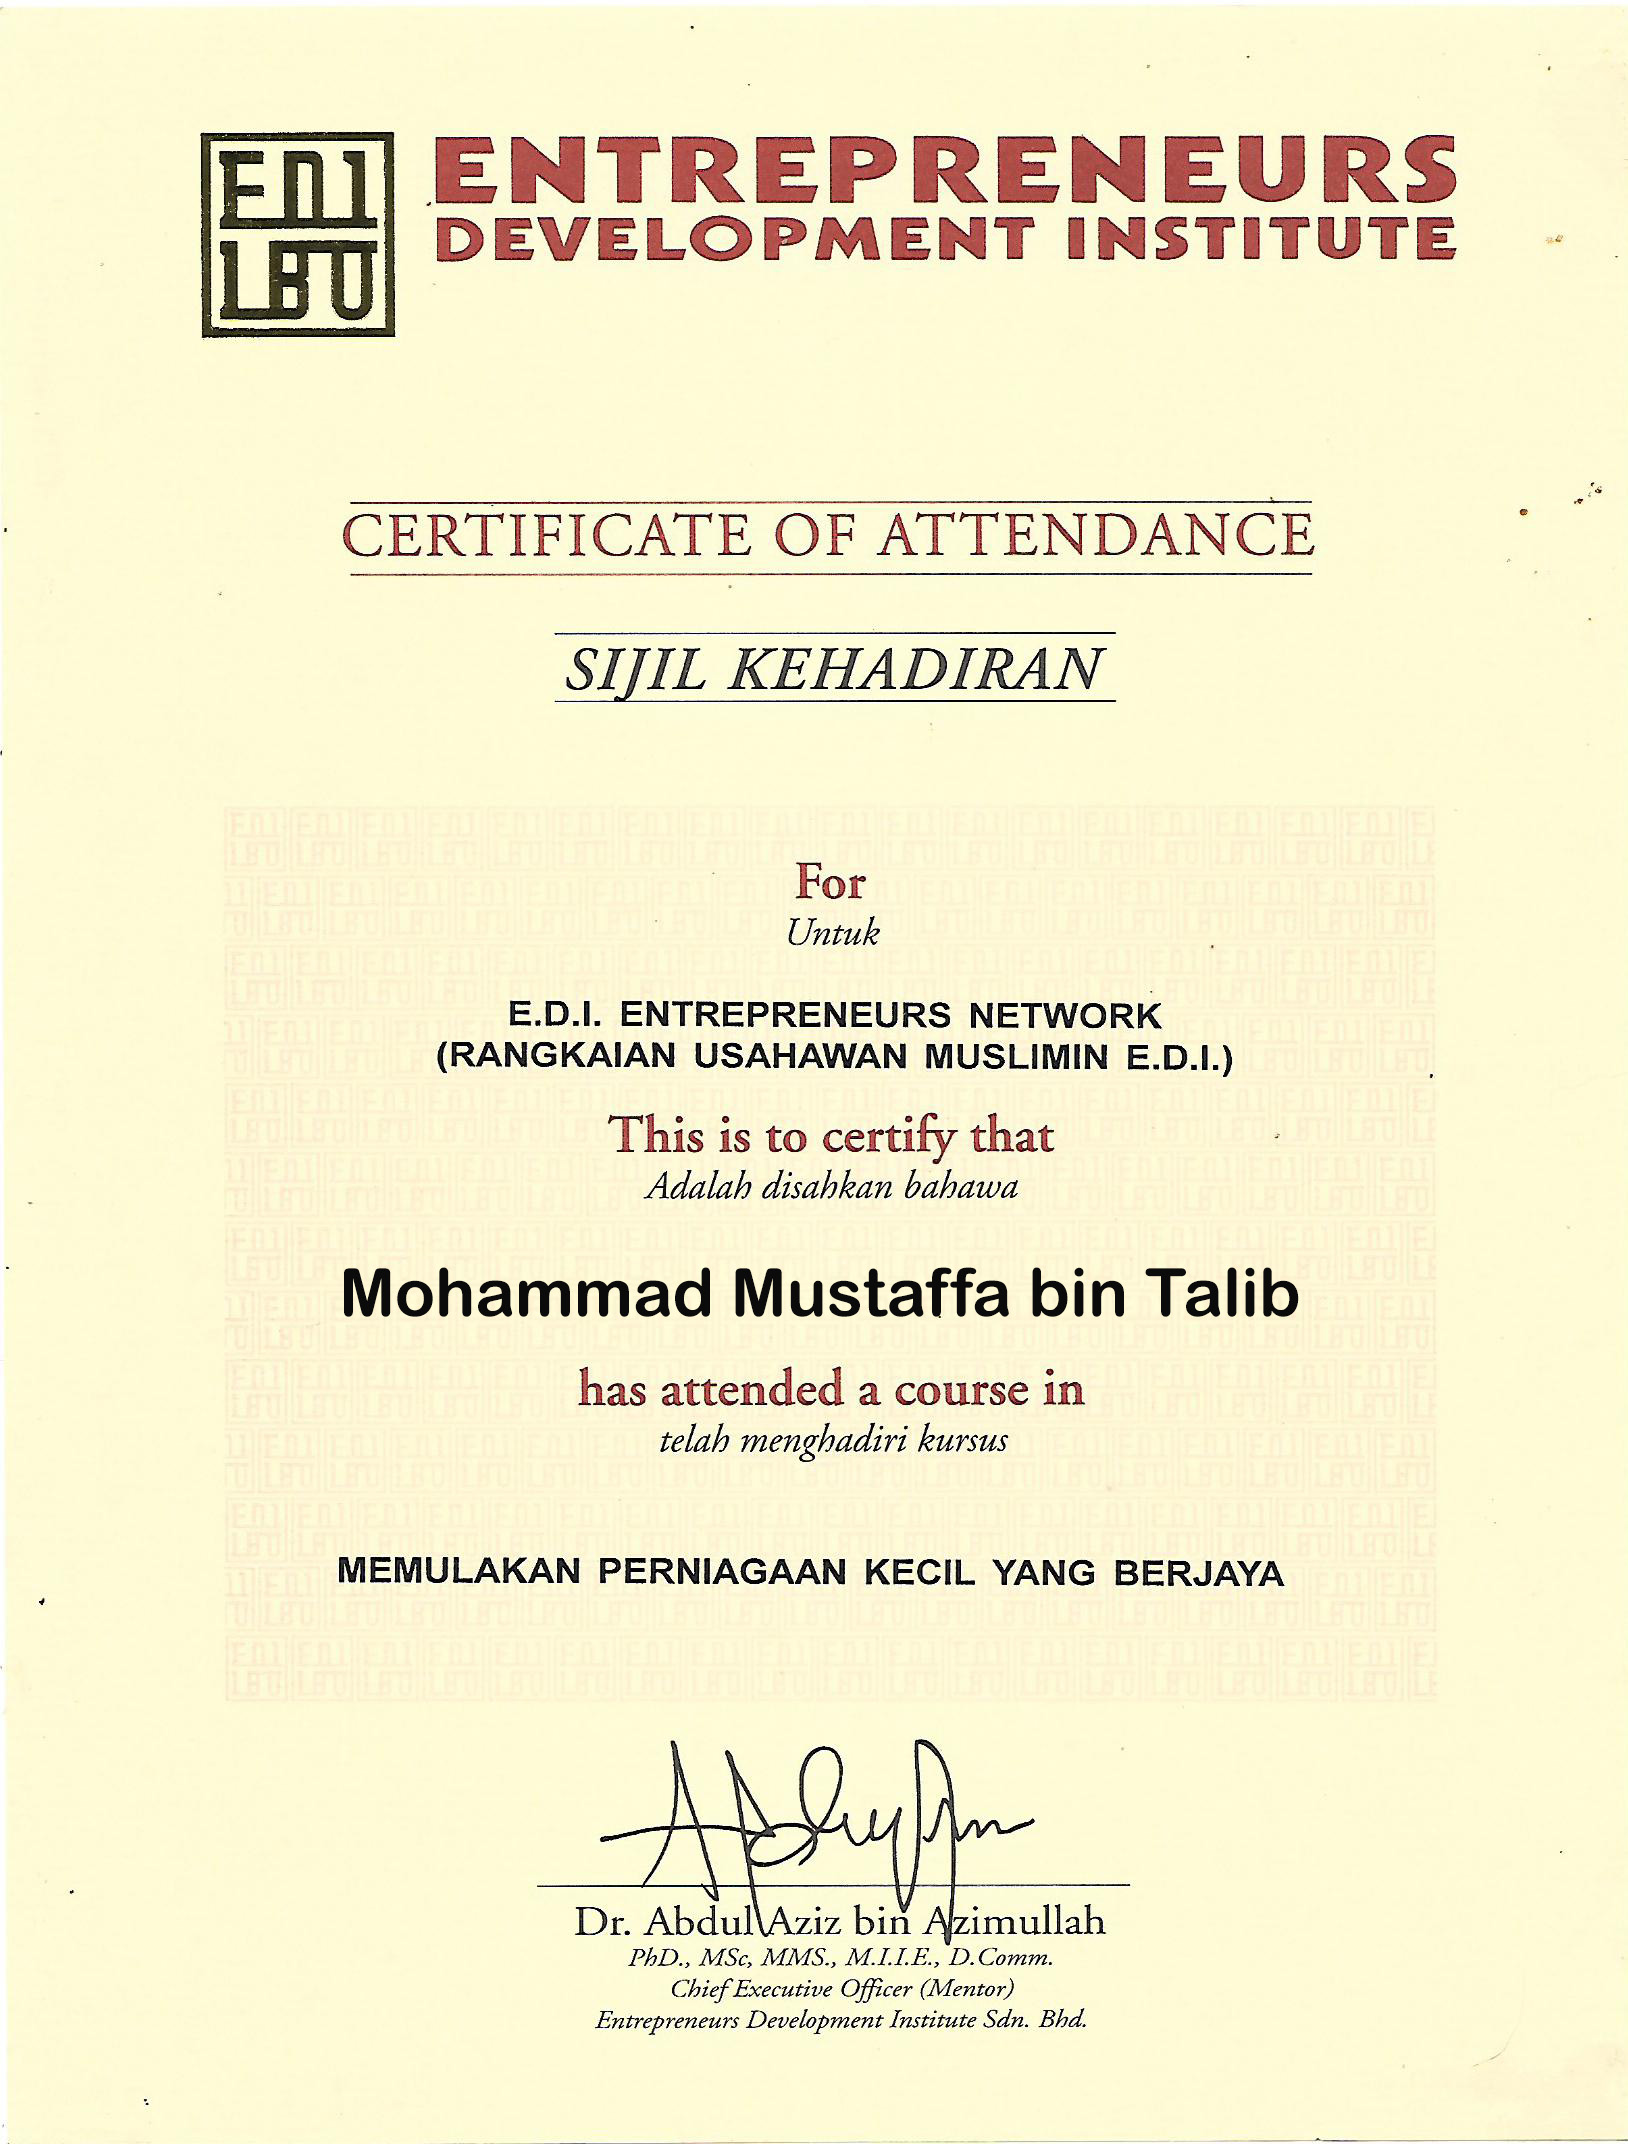 EDI
LBU
ENTREPRENEURS
DEVELOPMENT INSTITUTE
CERTIFICATE OF ATTENDANCE
SIJIL KEHADIRAN
For
Untuk
E.D.I. ENTREPRENEURS NETWORK
(RANGKAIAN USAHAWAN MUSLIMIN E.D.I.)
This is to certify that
Adalah disahkan bahawa
Mohammad Mustaffa bin Talib
has attended a course in
telah menghadiri kursus
MEMULAKAN PERNIAGAAN KECIL YANG BERJAYA
Dr. Abdul Aziz bin Azimullah
PhD., MSc, MMS., M.I.I.E., D.Comm.
Chief Executive Officer (Mentor)
Entrepreneurs Development Institute Sdn. Bhd.